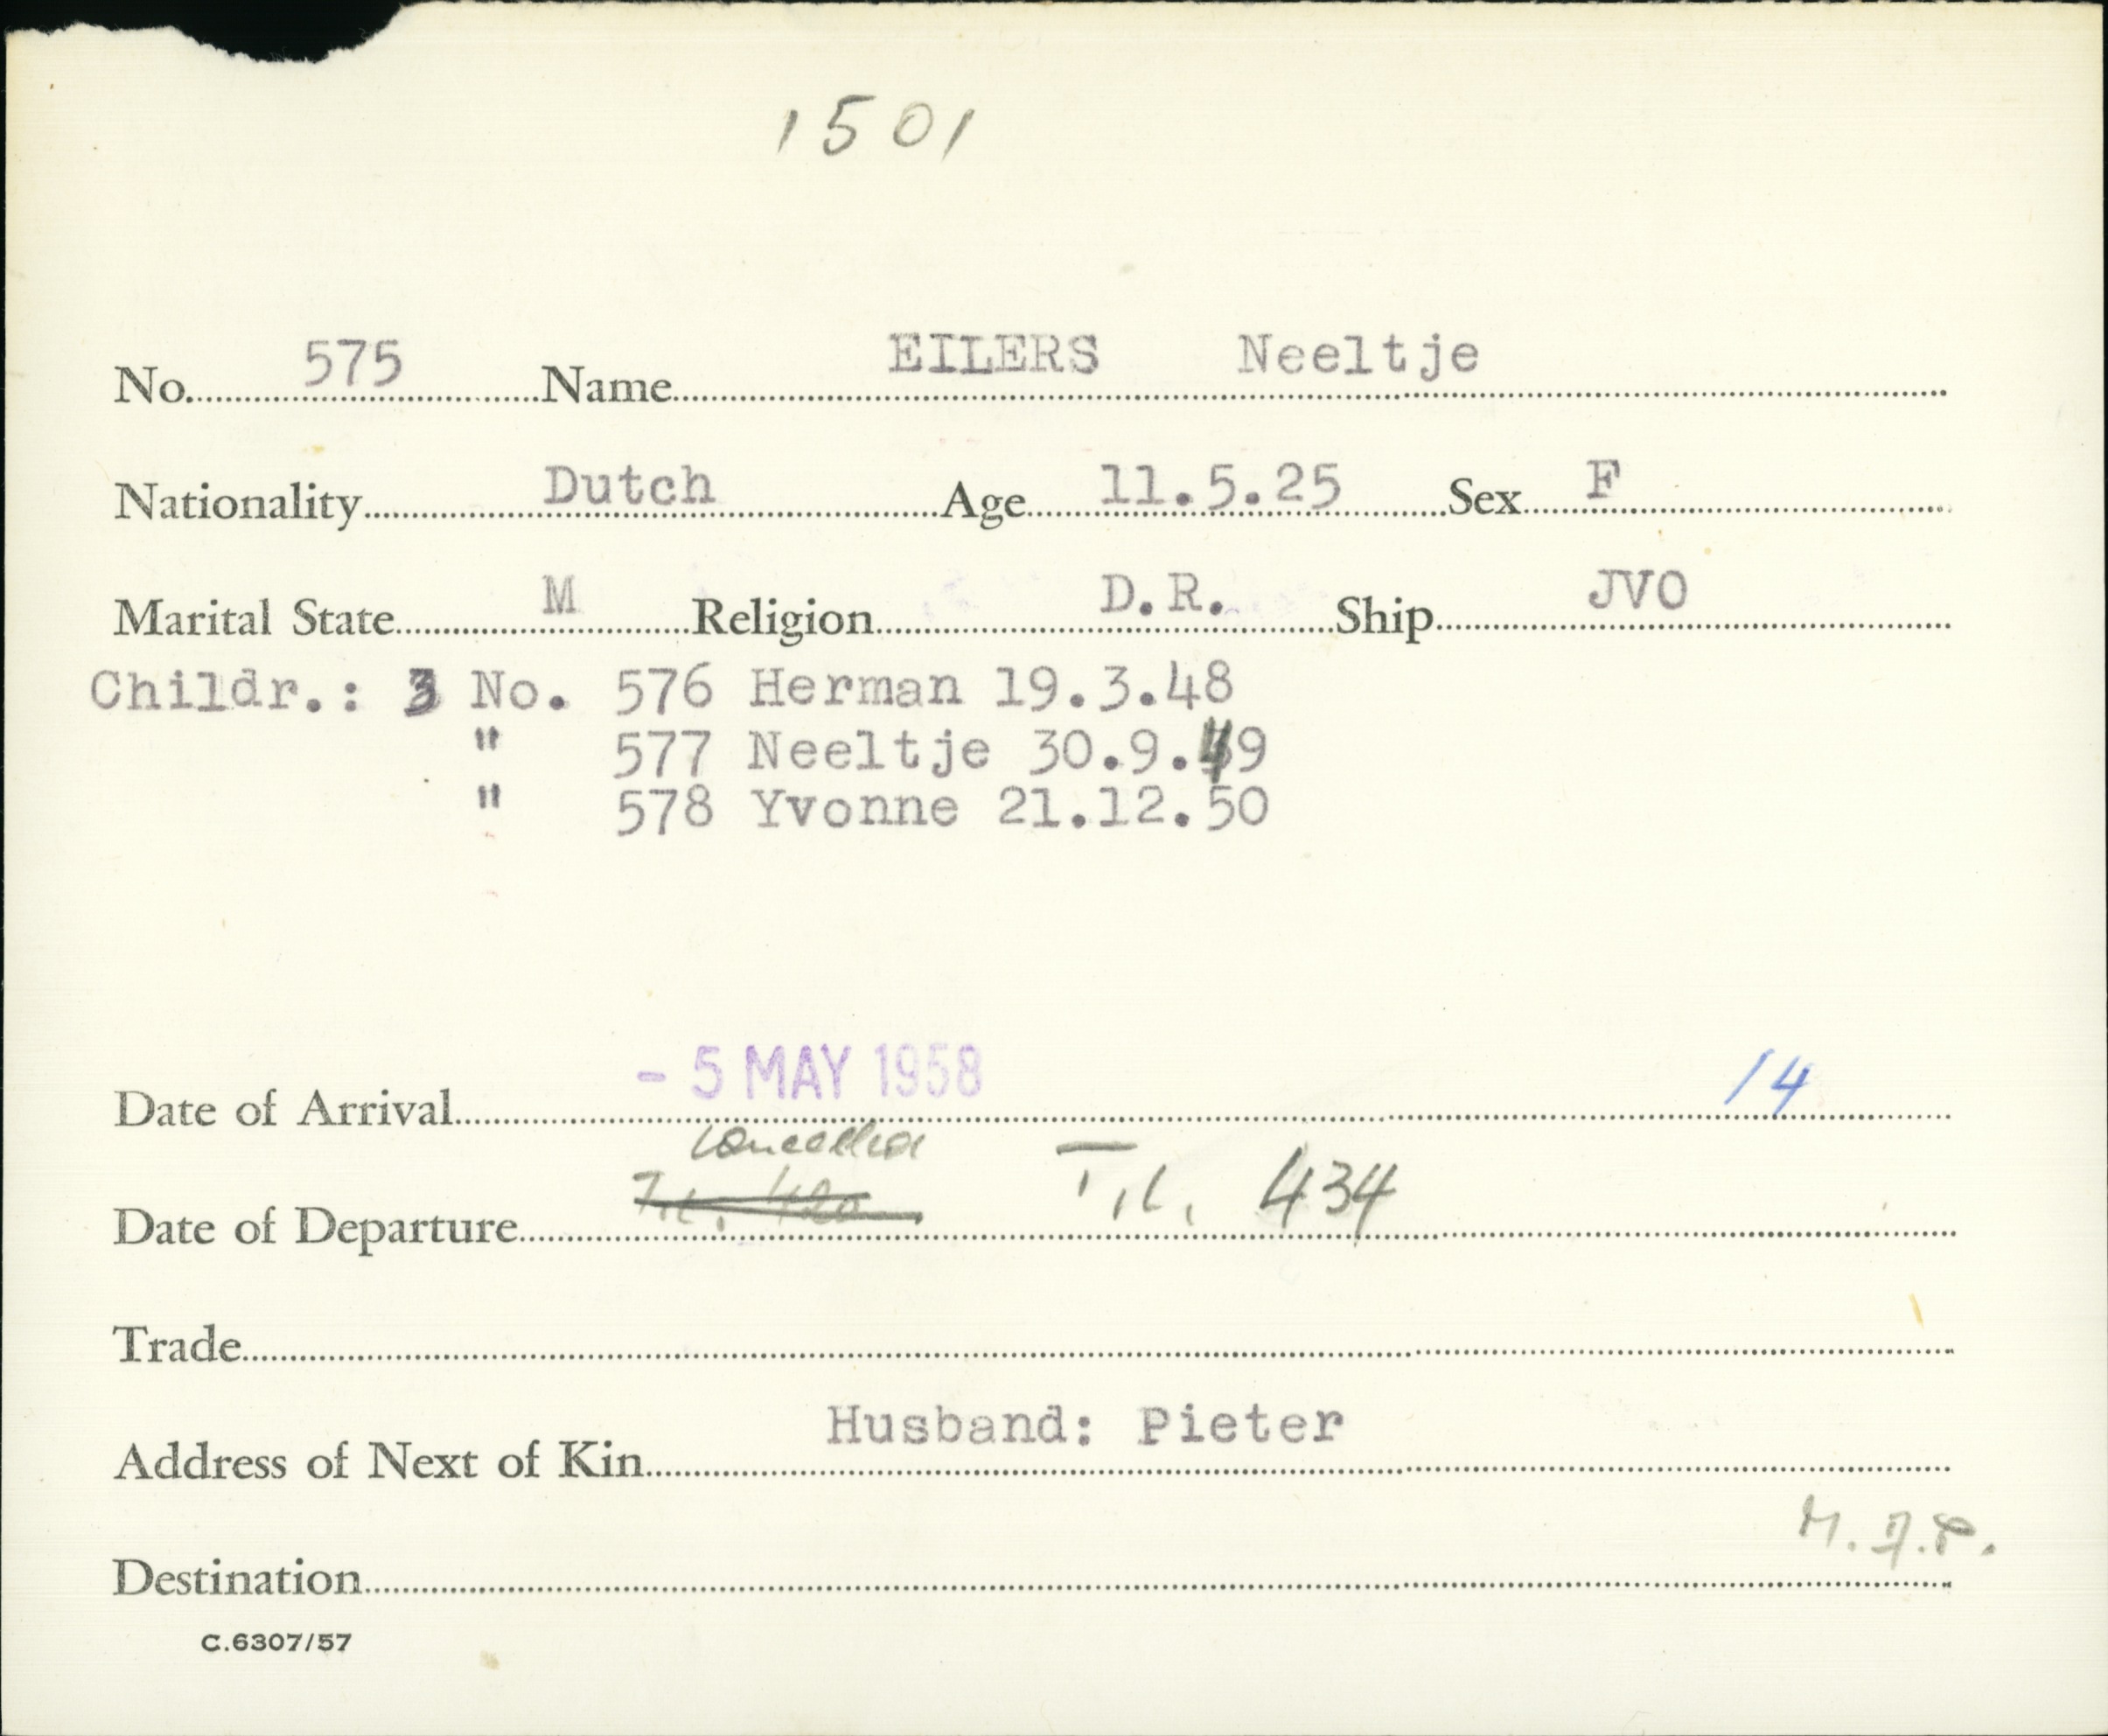 1501
No. 575 Name EILERS Neeltje
Nationality Dutch Age 11.5.25 Sex F
Marital State M Religion D.R. Ship JVO
Childr.: 3 No. 576 Herman 19.3.48
" 577 Neeltje 30.9.49
" 578 Yvonne 21.12.50
Date of Arrival - 5 MAY 1958 14
Cancelled
Date of Departure T.L. 420 T.L. 434
Trade
Address of Next of Kin Husband: Pieter
Destination
C.6307/57